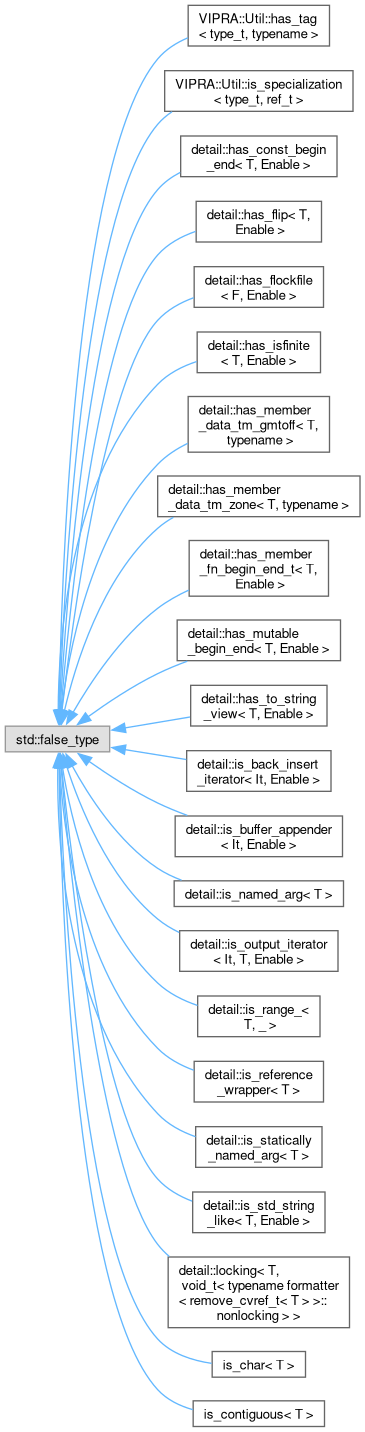 VIPRA::Util::has_tag
< type_t, typename >
VIPRA::Util::is_specialization
< type_t, ref_t >
detail::has_const_begin
_end< T, Enable >
detail::has_flip< T,
Enable >
detail::has_flockfile
< F, Enable >
detail::has_isfinite
< T, Enable >
detail::has_member
_data_tm_gmtoff< T,
typename >
detail::has_member
_data_tm_zone< T, typename >
detail::has_member
_fn_begin_end_t< T,
Enable >
detail::has_mutable
_begin_end< T, Enable >
detail::has_to_string
_view< T, Enable >
std::false_type
detail::is_back_insert
_iterator< It, Enable >
detail::is_buffer_appender
< It, Enable >
detail::is_named_arg< T >
detail::is_output_iterator
< It, T, Enable >
detail::is_range_<
T, _ >
detail::is_reference
_wrapper< T >
detail::is_statically
_named_arg< T >
detail::is_std_string
_like< T, Enable >
detail::locking< T,
void_t< typename formatter
< remove_cvref_t< T > >::
nonlocking > >
is_char< T >
is_contiguous< T >